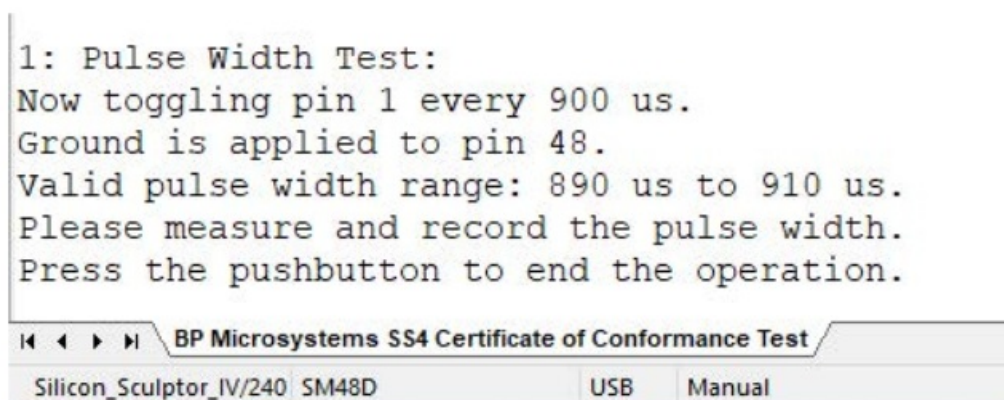 1: Pulse Width Test:
Now toggling pin 1 every 900 us.
Ground is applied to pin 48.
Valid pulse width range: 890 us to 910 us.
Please measure and record the pulse width.
Press the pushbutton to end the operation.
BP Microsystems SS4 Certificate of Conformance Test
Silicon_Sculptor_IV/240 SM48D USB Manual